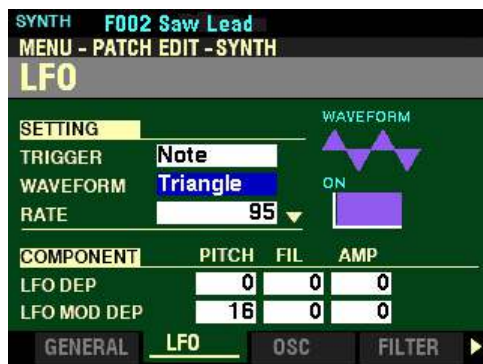 SYNTH F002 Saw Lead
MENU - PATCH EDIT - SYNTH
LFO
WAVEFORM
SETTING
TRIGGER Note
WAVEFORM Triangle ON
RATE 95
COMPONENT PITCH FIL AMP
LFO DEP 0 0 0
LFO MOD DEP 16 0 0
GENERAL LFO OSC FILTER